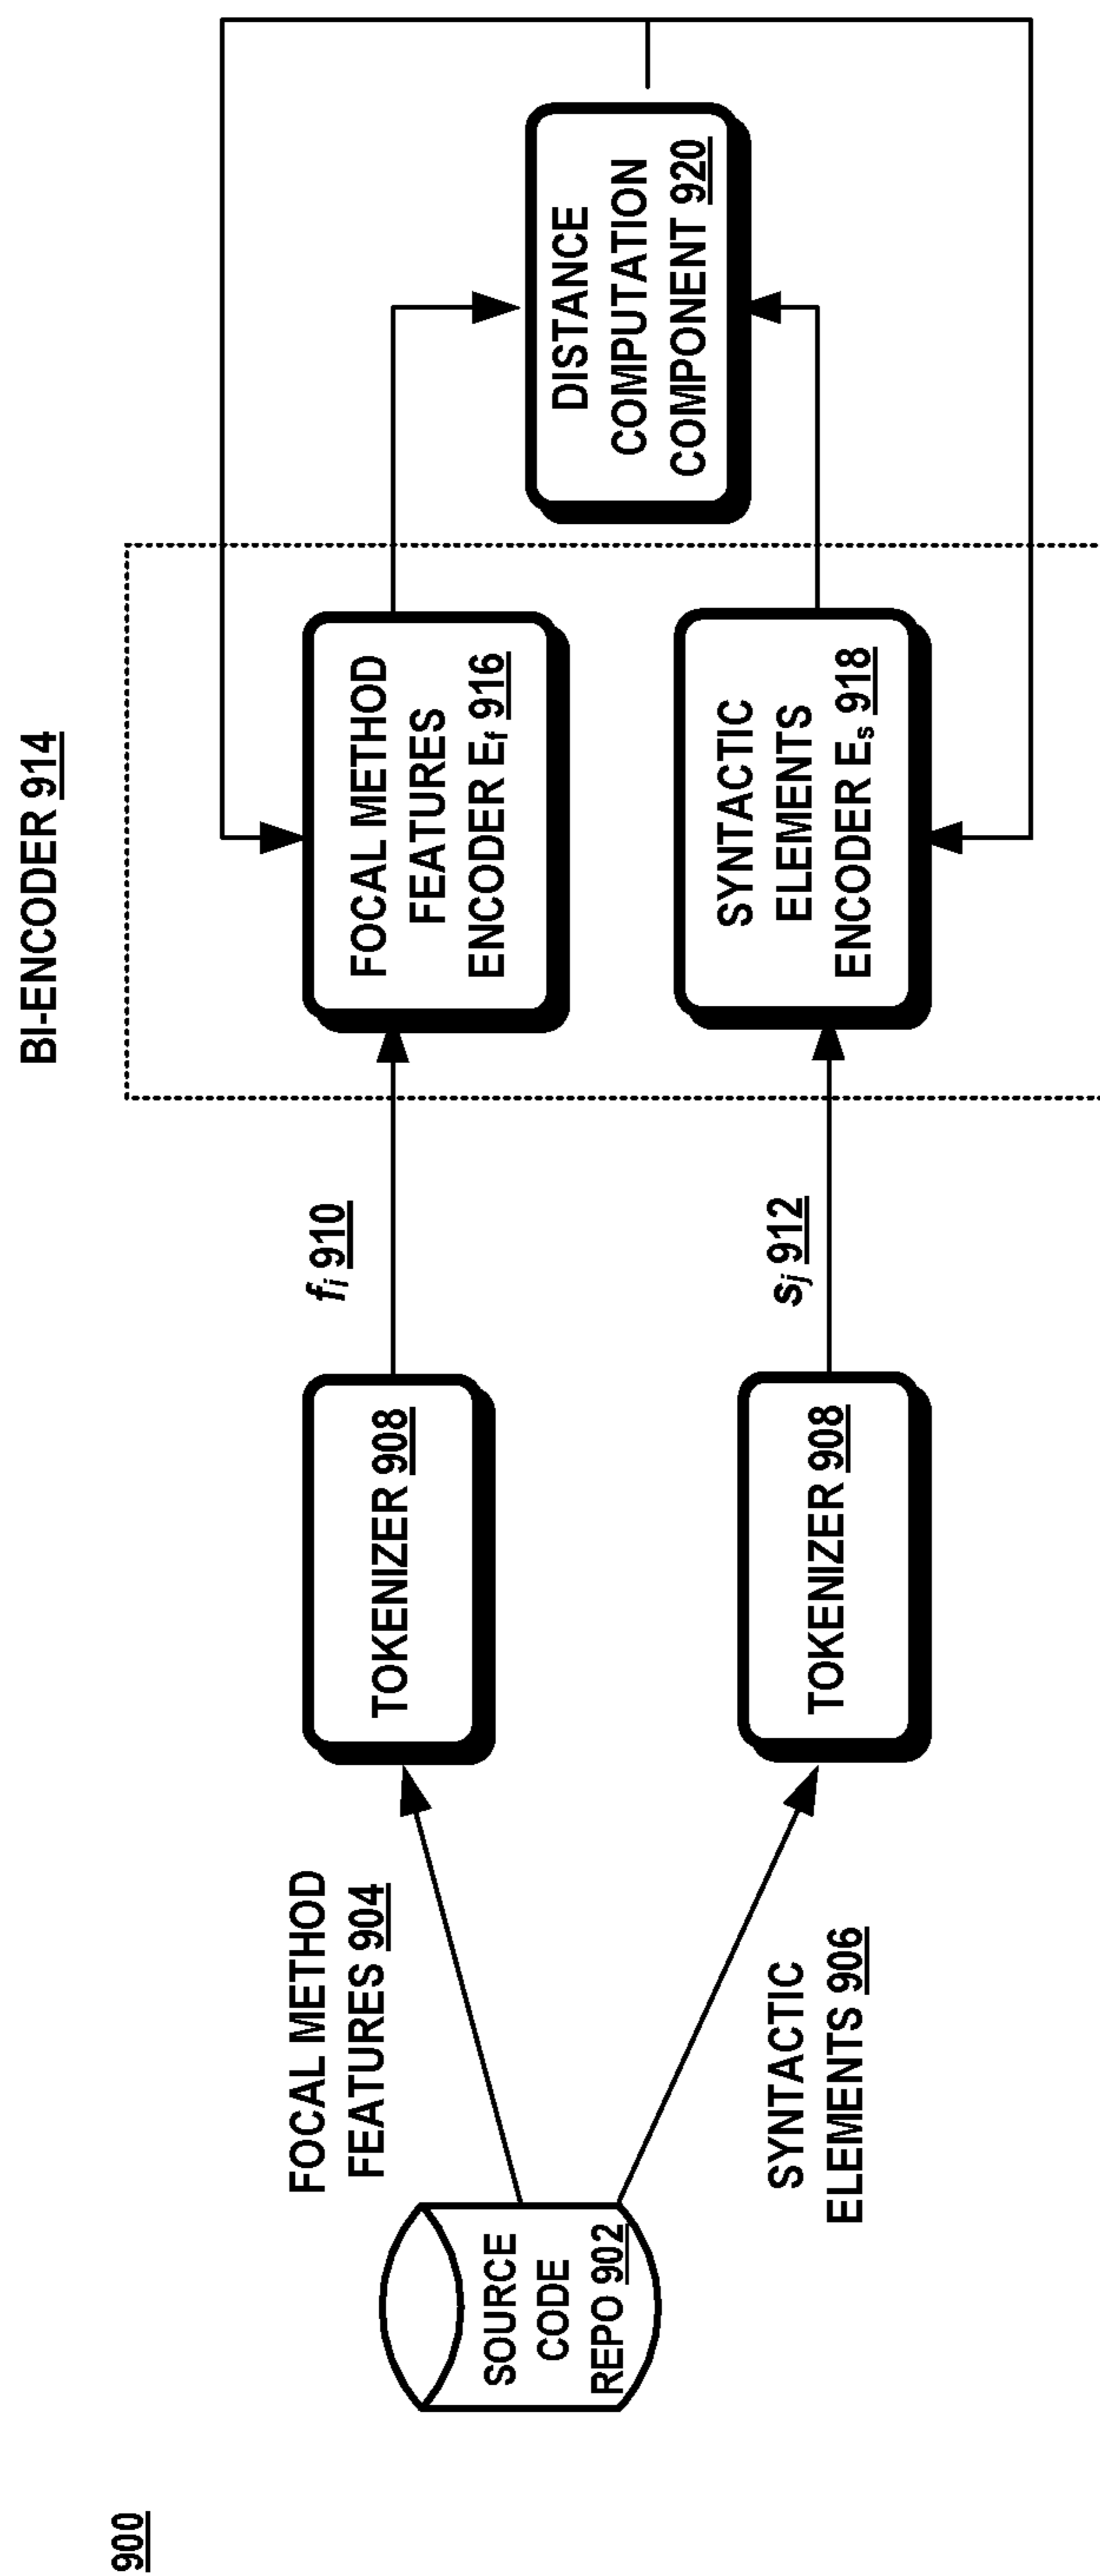 900
BI-ENCODER 914
SOURCE
CODE
REPO 902
FOCAL METHOD
FEATURES 904
SYNTACTIC
ELEMENTS 906
TOKENIZER 908
TOKENIZER 908
fi 910
sj 912
FOCAL METHOD
FEATURES
ENCODER Ef 916
SYNTACTIC
ELEMENTS
ENCODER Es 918
DISTANCE
COMPUTATION
COMPONENT 920